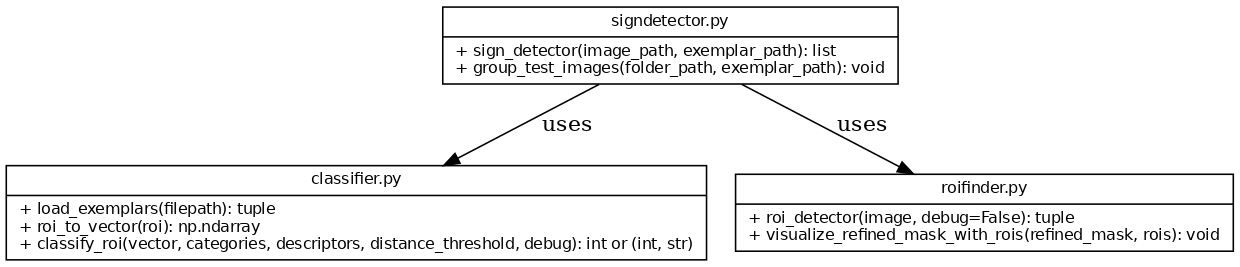 signdetector.py
+ sign_detector(image_path, exemplar_path): list
+ group_test_images(folder_path, exemplar_path): void
uses
uses
classifier.py
+ load_exemplars(filepath): tuple
+ roi_to_vector(roi): np.ndarray
+ classify_roi(vector, categories, descriptors, distance_threshold, debug): int or (int, str)
roifinder.py
+ roi_detector(image, debug=False): tuple
+ visualize_refined_mask_with_rois(refined_mask, rois): void